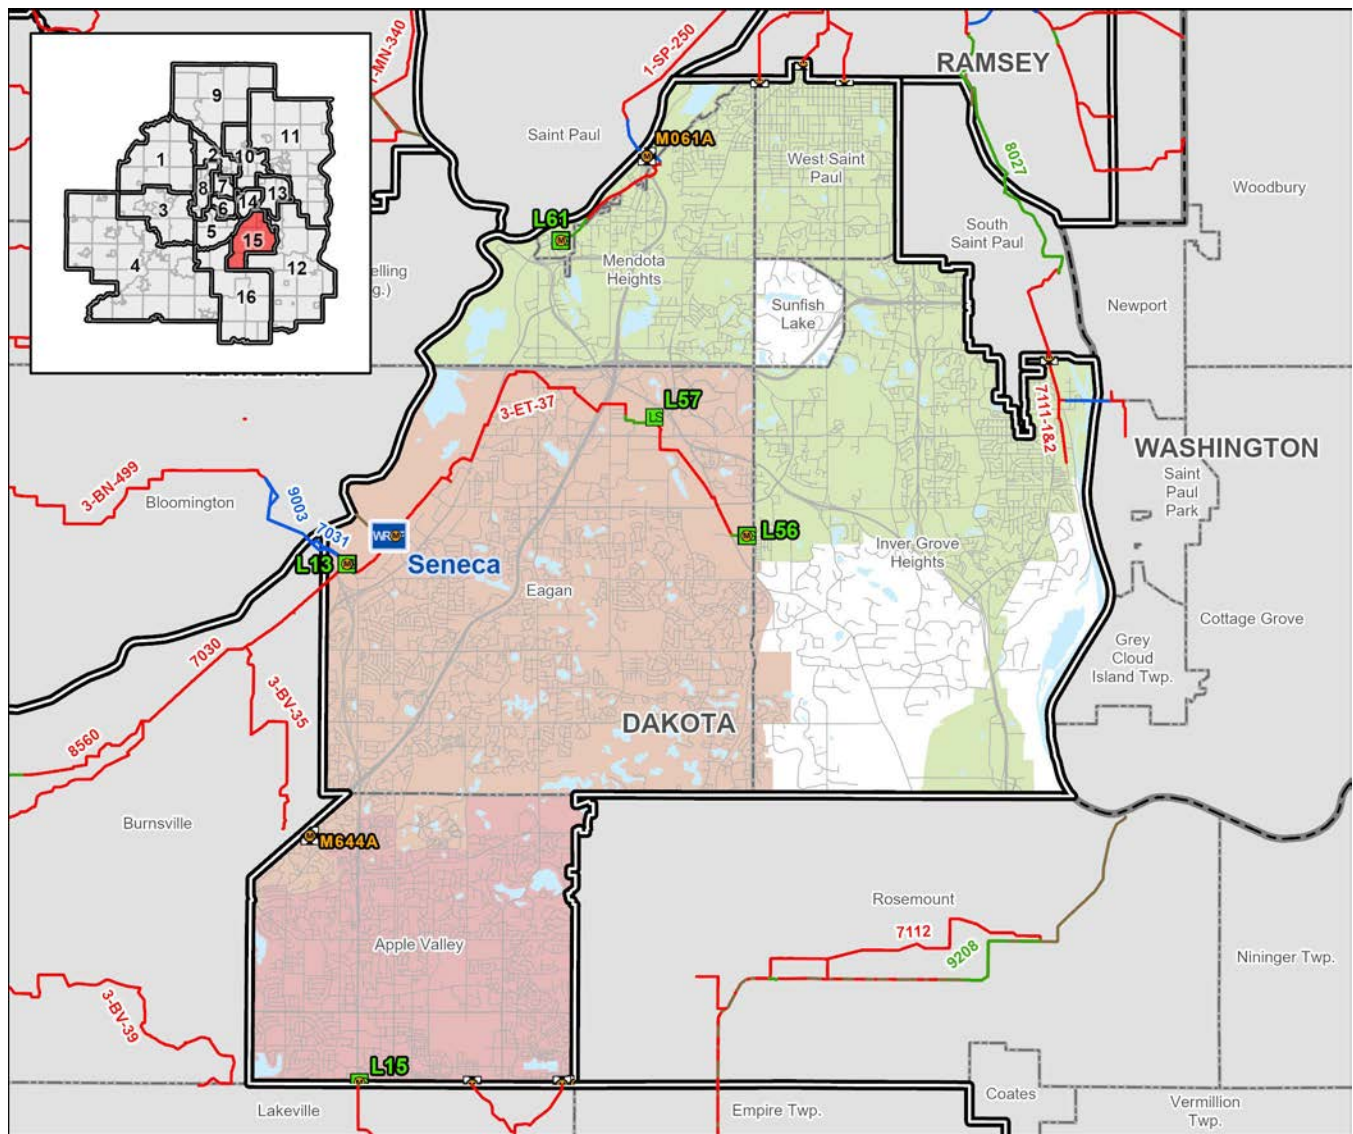 1-MN-340
1-SP-250
RAMSEY
9
11
1
2
10
8
7
13
3
14
6
5
15
4
12
16
Saint Paul
M061A
West Saint
Paul
8027
Woodbury
L61
South
Saint Paul
Mendota
Heights
elling
g.)
Sunfish
Lake
Newport
3-ET-37
L57
LS
7111-1&2
WASHINGTON
3-BN-499
Bloomington
9003
7031
Saint
Paul
Park
WR
Seneca
L56
L13
Inver Grove
Heights
Eagan
Cottage Grove
Grey
Cloud
Island Twp.
7030
3-BV-35
DAKOTA
8560
Burnsville
M644A
Rosemount
7112
9208
Apple Valley
Nininger Twp.
3-BV-39
L15
Lakeville
Empire Twp.
Coates
Vermillion
Twp.